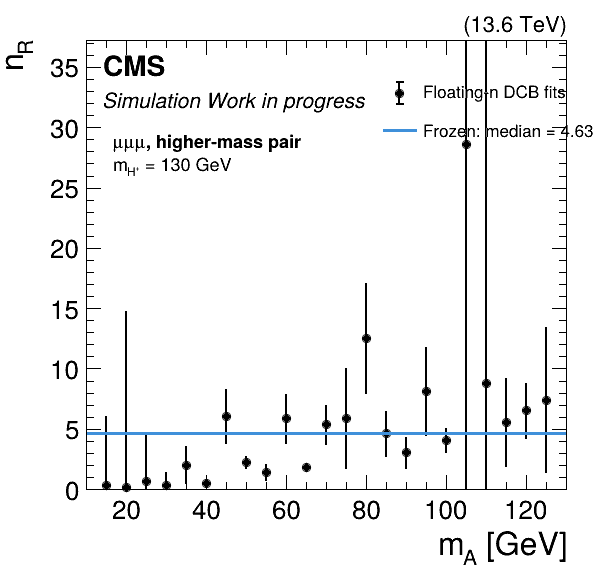 (13.6 TeV)
n_R
CMS
Simulation Work in progress
Floating-n DCB fits
Frozen: median = 4.63
μμμ, higher-mass pair
m_H⁺ = 130 GeV
35
30
25
20
15
10
5
0
20 40 60 80 100 120
m_A [GeV]